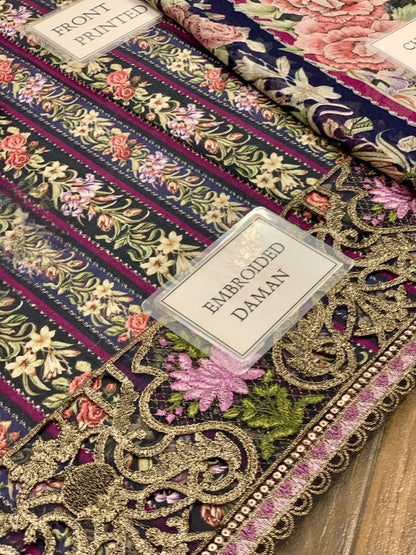 FRONT
PRINTED
EMBROIDED
DAMAN